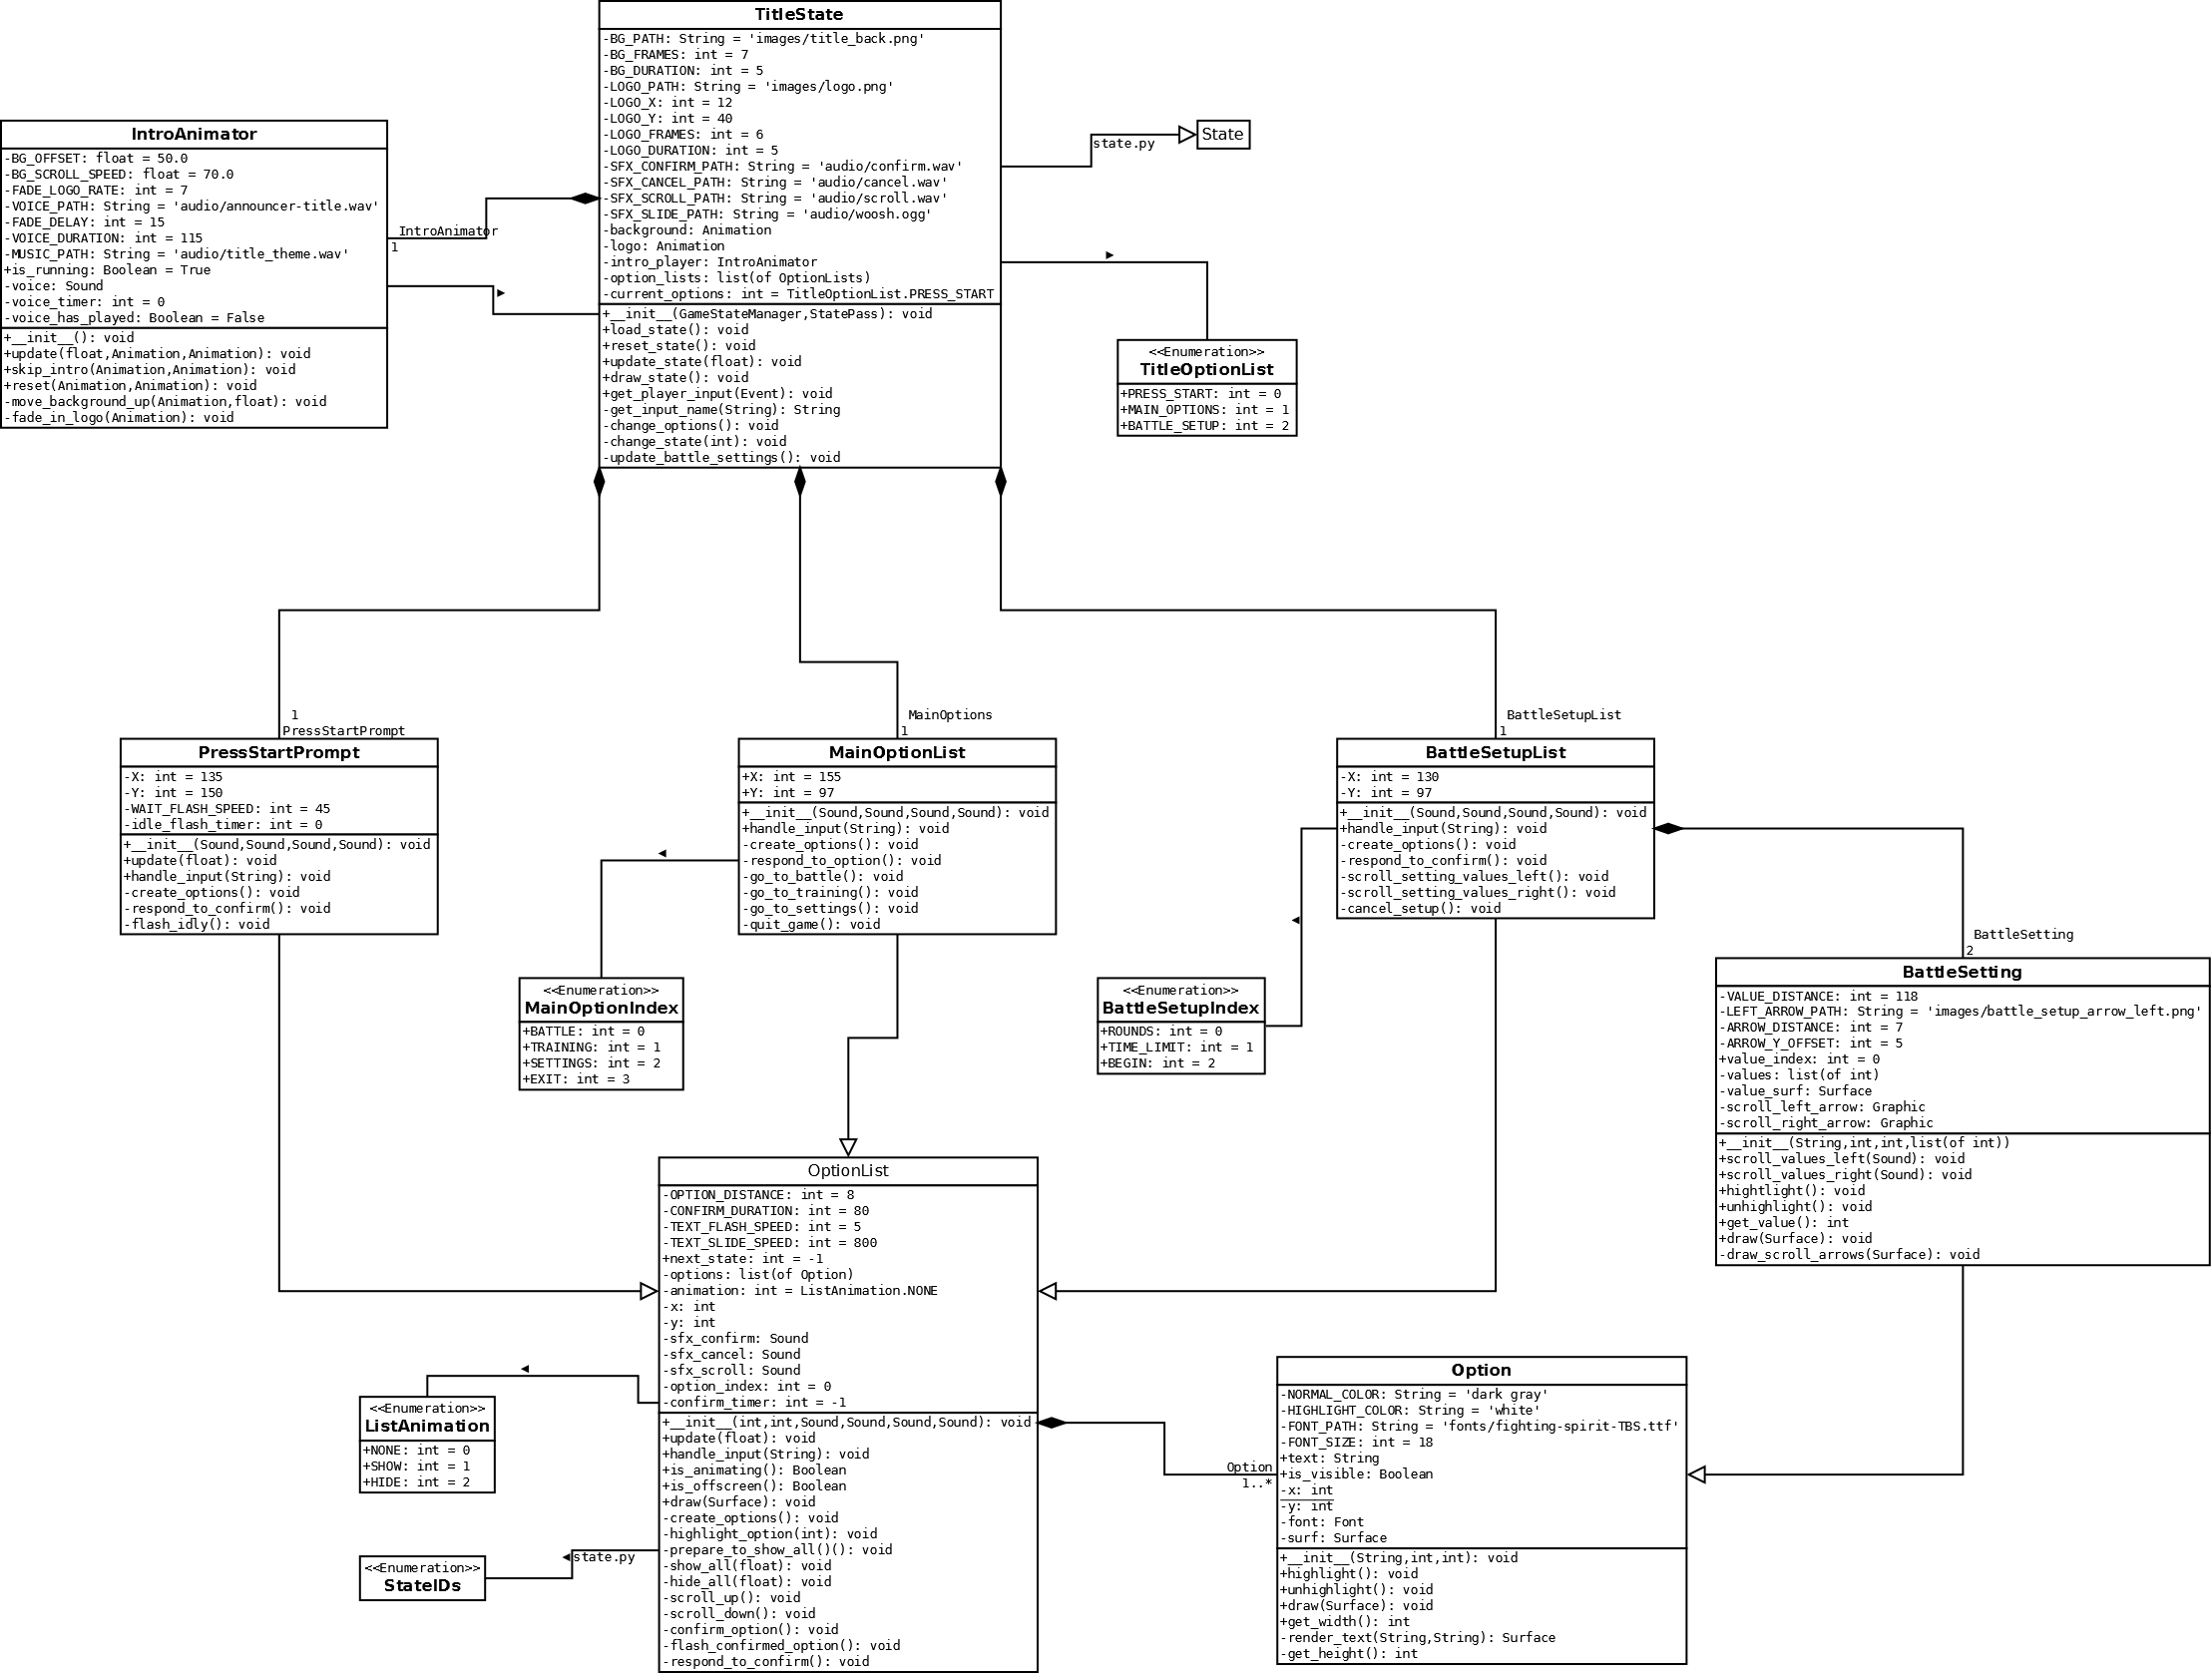 TitleState
-BG_PATH: String = 'images/title_back.png'
-BG_FRAMES: int = 7
-BG_DURATION: int = 5
-LOGO_PATH: String = 'images/logo.png'
-LOGO_X: int = 12
-LOGO_Y: int = 40
-LOGO_FRAMES: int = 6
-LOGO_DURATION: int = 5
-SFX_CONFIRM_PATH: String = 'audio/confirm.wav'
-SFX_CANCEL_PATH: String = 'audio/cancel.wav'
-SFX_SCROLL_PATH: String = 'audio/scroll.wav'
-SFX_SLIDE_PATH: String = 'audio/woosh.ogg'
-background: Animation
-logo: Animation
-intro_player: IntroAnimator
-option_lists: list(of OptionLists)
-current_options: int = TitleOptionList.PRESS_START
+__init__(GameStateManager,StatePass): void
+load_state(): void
+reset_state(): void
+update_state(float): void
+draw_state(): void
+get_player_input(Event): void
-get_input_name(String): String
-change_options(): void
-change_state(int): void
-update_battle_settings(): void
IntroAnimator
-BG_OFFSET: float = 50.0
-BG_SCROLL_SPEED: float = 70.0
-FADE_LOGO_RATE: int = 7
-VOICE_PATH: String = 'audio/announcer-title.wav'
-FADE_DELAY: int = 15
-VOICE_DURATION: int = 115
-MUSIC_PATH: String = 'audio/title_theme.wav'
+is_running: Boolean = True
-voice: Sound
-voice_timer: int = 0
-voice_has_played: Boolean = False
+__init__(): void
+update(float,Animation,Animation): void
+skip_intro(Animation,Animation): void
+reset(Animation,Animation): void
-move_background_up(Animation,float): void
-fade_in_logo(Animation): void
IntroAnimator
1
state.py
State
<<Enumeration>>
TitleOptionList
+PRESS_START: int = 0
+MAIN_OPTIONS: int = 1
+BATTLE_SETUP: int = 2
1
PressStartPrompt
PressStartPrompt
-X: int = 135
-Y: int = 150
-WAIT_FLASH_SPEED: int = 45
-idle_flash_timer: int = 0
+__init__(Sound,Sound,Sound,Sound): void
+update(float): void
+handle_input(String): void
-create_options(): void
-respond_to_confirm(): void
-flash_idly(): void
MainOptions
1
MainOptionList
+X: int = 155
+Y: int = 97
+__init__(Sound,Sound,Sound,Sound): void
+handle_input(String): void
-create_options(): void
-respond_to_option(): void
-go_to_battle(): void
-go_to_training(): void
-go_to_settings(): void
-quit_game(): void
BattleSetupList
1
BattleSetupList
-X: int = 130
-Y: int = 97
+__init__(Sound,Sound,Sound,Sound): void
+handle_input(String): void
-create_options(): void
-respond_to_confirm(): void
-scroll_setting_values_left(): void
-scroll_setting_values_right(): void
-cancel_setup(): void
<<Enumeration>>
MainOptionIndex
+BATTLE: int = 0
+TRAINING: int = 1
+SETTINGS: int = 2
+EXIT: int = 3
<<Enumeration>>
BattleSetupIndex
+ROUNDS: int = 0
+TIME_LIMIT: int = 1
+BEGIN: int = 2
BattleSetting
2
BattleSetting
-VALUE_DISTANCE: int = 118
-LEFT_ARROW_PATH: String = 'images/battle_setup_arrow_left.png'
-ARROW_DISTANCE: int = 7
-ARROW_Y_OFFSET: int = 5
+value_index: int = 0
-values: list(of int)
-value_surf: Surface
-scroll_left_arrow: Graphic
-scroll_right_arrow: Graphic
+__init__(String,int,int,list(of int))
+scroll_values_left(Sound): void
+scroll_values_right(Sound): void
+hightlight(): void
+unhighlight(): void
+get_value(): int
+draw(Surface): void
-draw_scroll_arrows(Surface): void
OptionList
-OPTION_DISTANCE: int = 8
-CONFIRM_DURATION: int = 80
-TEXT_FLASH_SPEED: int = 5
-TEXT_SLIDE_SPEED: int = 800
+next_state: int = -1
-options: list(of Option)
-animation: int = ListAnimation.NONE
-x: int
-y: int
-sfx_confirm: Sound
-sfx_cancel: Sound
-sfx_scroll: Sound
-option_index: int = 0
-confirm_timer: int = -1
+__init__(int,int,Sound,Sound,Sound,Sound): void
+update(float): void
+handle_input(String): void
+is_animating(): Boolean
+is_offscreen(): Boolean
+draw(Surface): void
-create_options(): void
-highlight_option(int): void
-prepare_to_show_all()(): void
-show_all(float): void
-hide_all(float): void
-scroll_up(): void
-scroll_down(): void
-confirm_option(): void
-flash_confirmed_option(): void
-respond_to_confirm(): void
<<Enumeration>>
ListAnimation
+NONE: int = 0
+SHOW: int = 1
+HIDE: int = 2
state.py
<<Enumeration>>
StateIDs
Option
1..*
Option
-NORMAL_COLOR: String = 'dark gray'
-HIGHLIGHT_COLOR: String = 'white'
-FONT_PATH: String = 'fonts/fighting-spirit-TBS.ttf'
-FONT_SIZE: int = 18
+text: String
+is_visible: Boolean
-x: int
-y: int
-font: Font
-surf: Surface
+__init__(String,int,int): void
+highlight(): void
+unhighlight(): void
+draw(Surface): void
+get_width(): int
-render_text(String,String): Surface
-get_height(): int